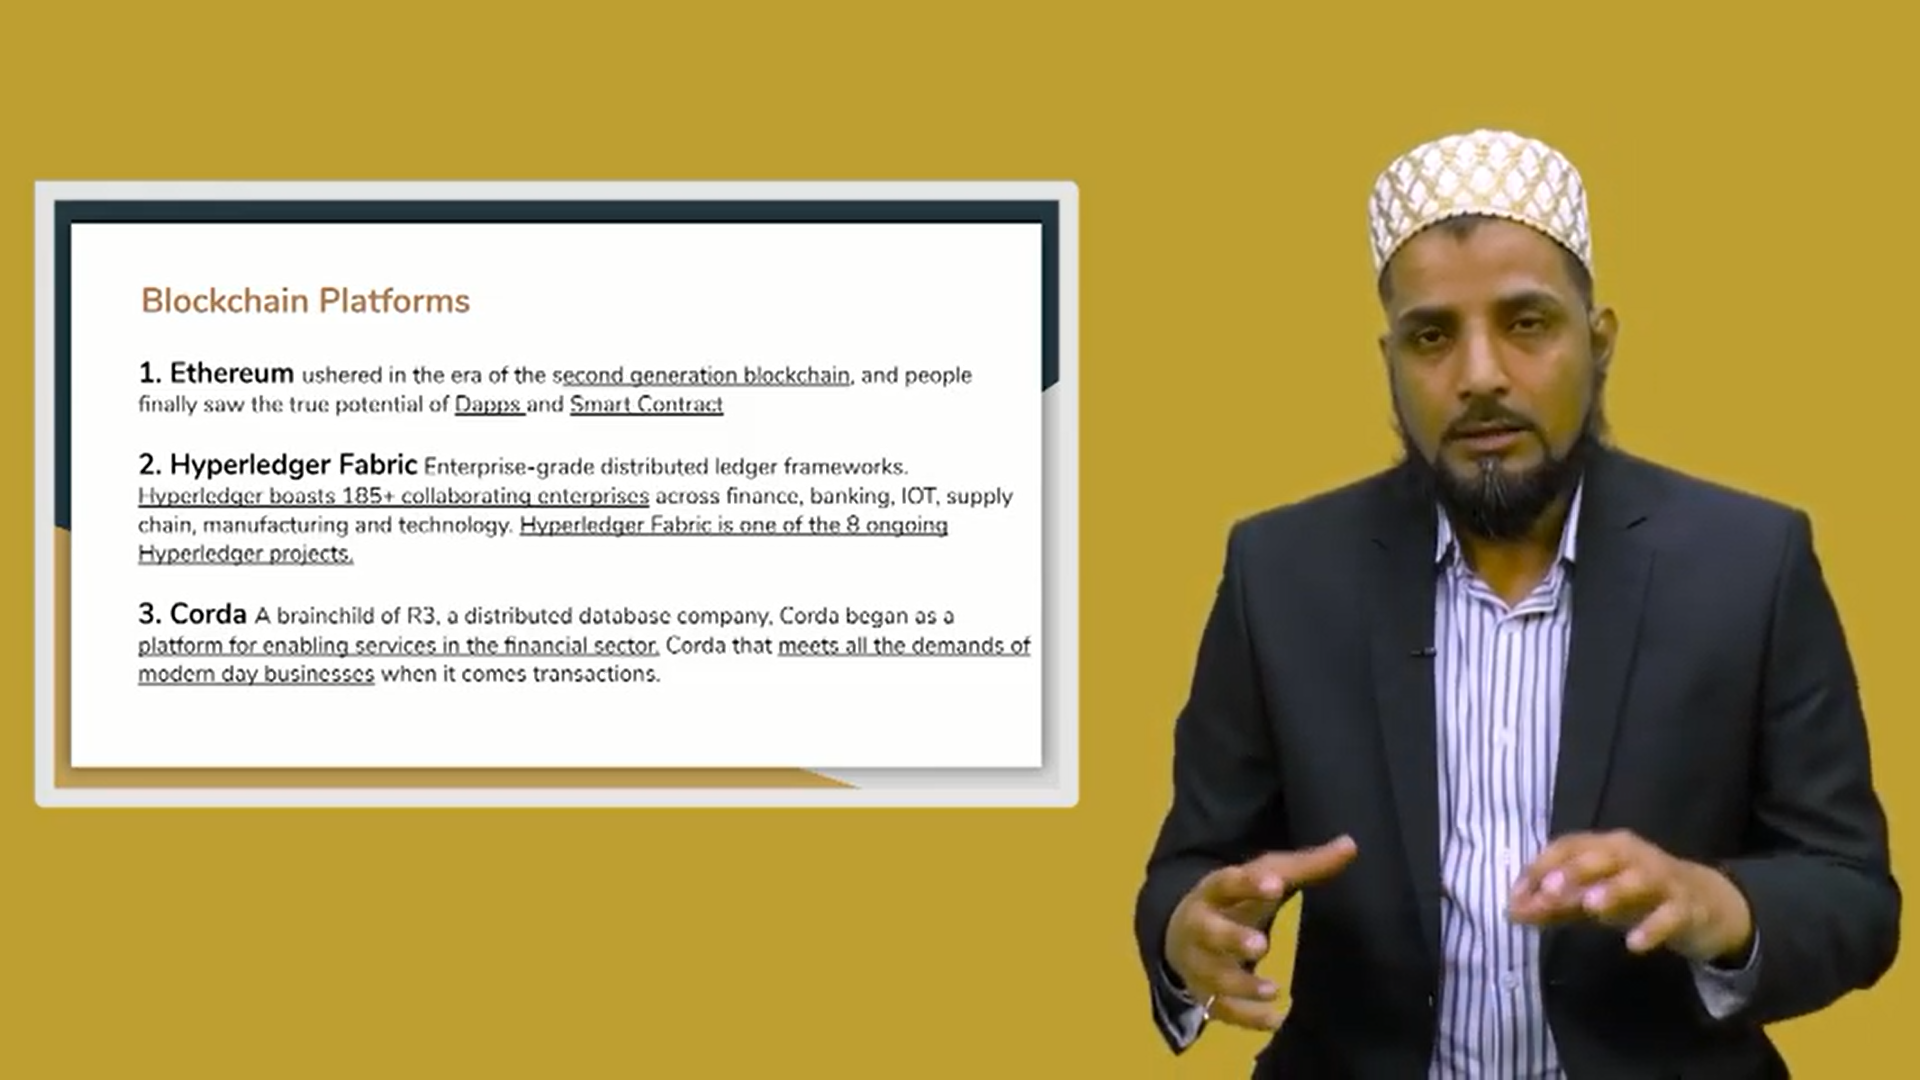 Blockchain Platforms
1. Ethereum ushered in the era of the second generation blockchain, and people
finally saw the true potential of Dapps and Smart Contract
2. Hyperledger Fabric Enterprise-grade distributed ledger frameworks.
Hyperledger boasts 185+ collaborating enterprises across finance, banking, IOT, supply
chain, manufacturing and technology. Hyperledger Fabric is one of the 8 ongoing
Hyperledger projects.
3. Corda A brainchild of R3, a distributed database company, Corda began as a
platform for enabling services in the financial sector. Corda that meets all the demands of
modern day businesses when it comes transactions.